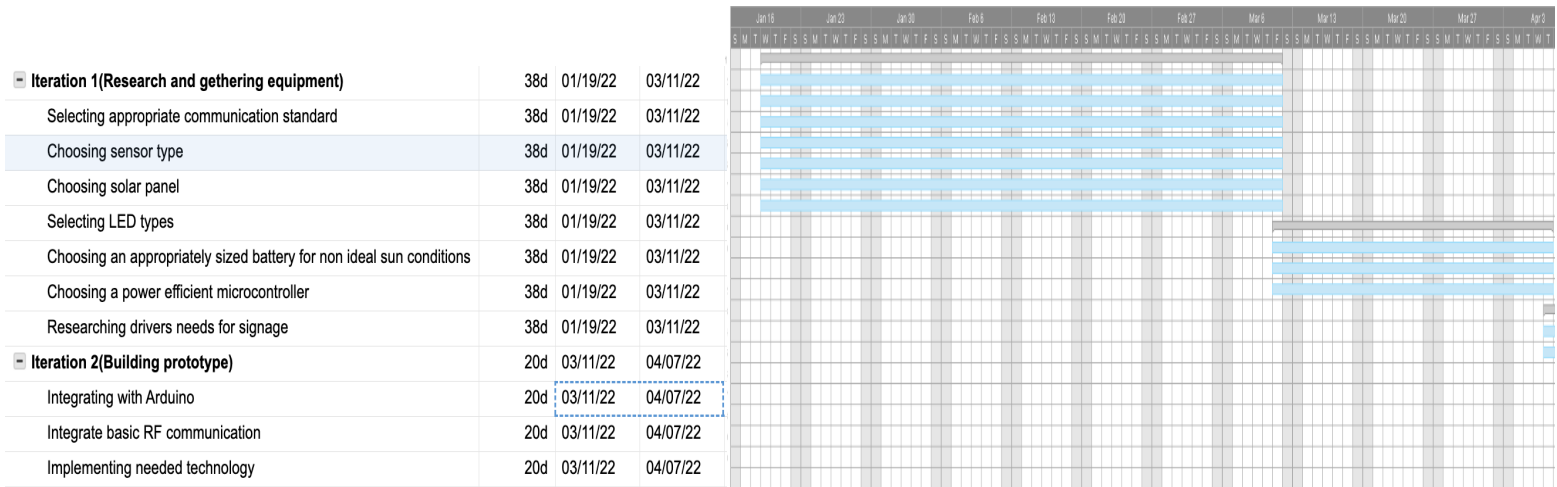 Jan 16 Jan 23 Jan 30 Feb 6 Feb 13 Feb 20 Feb 27 Mar 6 Mar 13 Mar 20 Mar 27 Apr 3
S M T W T F S S M T W T F S S M T W T F S S M T W T F S S M T W T F S S M T W T F S S M T W T F S S M T W T F S S M T W T F S S M T W T F S S M T W T F S S M T W T
Iteration 1(Research and gethering equipment) 38d 01/19/22 03/11/22
Selecting appropriate communication standard 38d 01/19/22 03/11/22
Choosing sensor type 38d 01/19/22 03/11/22
Choosing solar panel 38d 01/19/22 03/11/22
Selecting LED types 38d 01/19/22 03/11/22
Choosing an appropriately sized battery for non ideal sun conditions 38d 01/19/22 03/11/22
Choosing a power efficient microcontroller 38d 01/19/22 03/11/22
Researching drivers needs for signage 38d 01/19/22 03/11/22
Iteration 2(Building prototype) 20d 03/11/22 04/07/22
Integrating with Arduino 20d 03/11/22 04/07/22
Integrate basic RF communication 20d 03/11/22 04/07/22
Implementing needed technology 20d 03/11/22 04/07/22